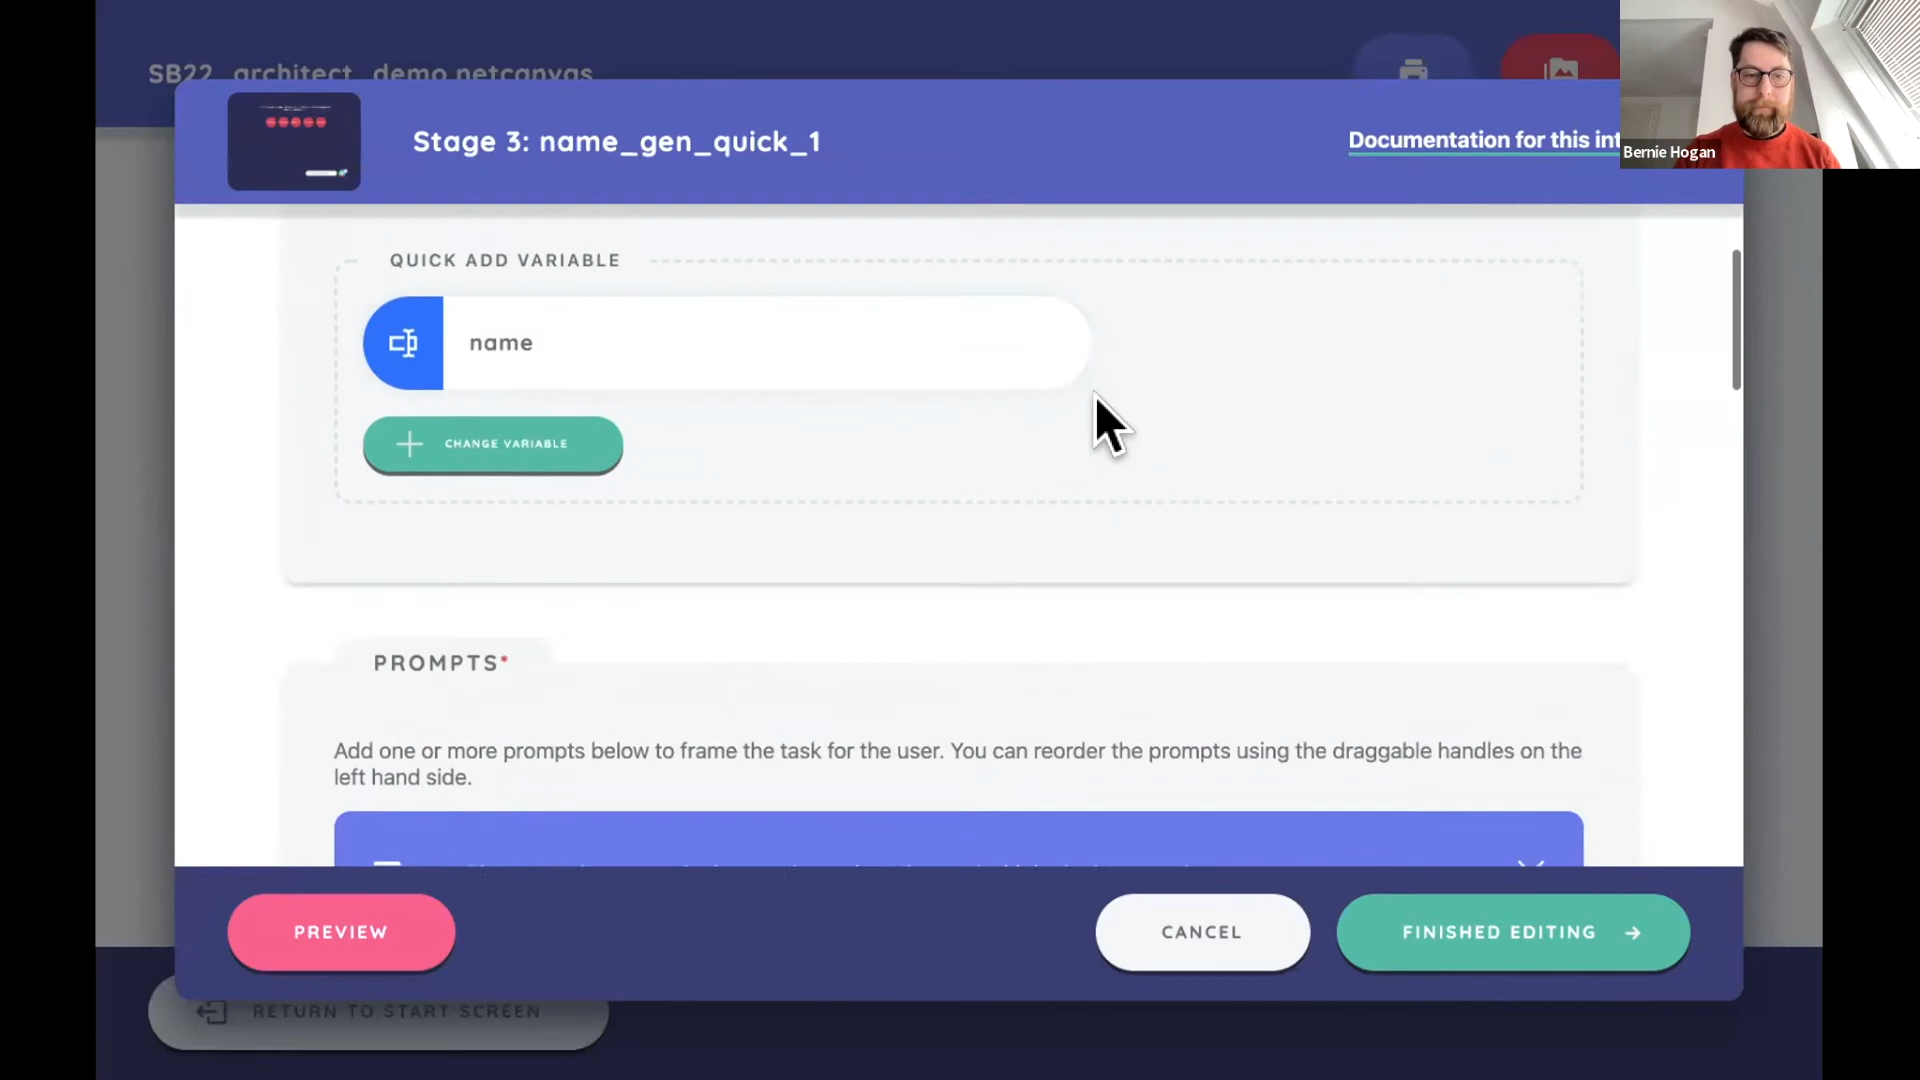 SB22_architect_demo.netcanvas
Stage 3: name_gen_quick_1
Documentation for this int
Bernie Hogan
QUICK ADD VARIABLE
name
CHANGE VARIABLE
PROMPTS*
Add one or more prompts below to frame the task for the user. You can reorder the prompts using the draggable handles on the
left hand side.
PREVIEW
CANCEL
FINISHED EDITING
RETURN TO START SCREEN